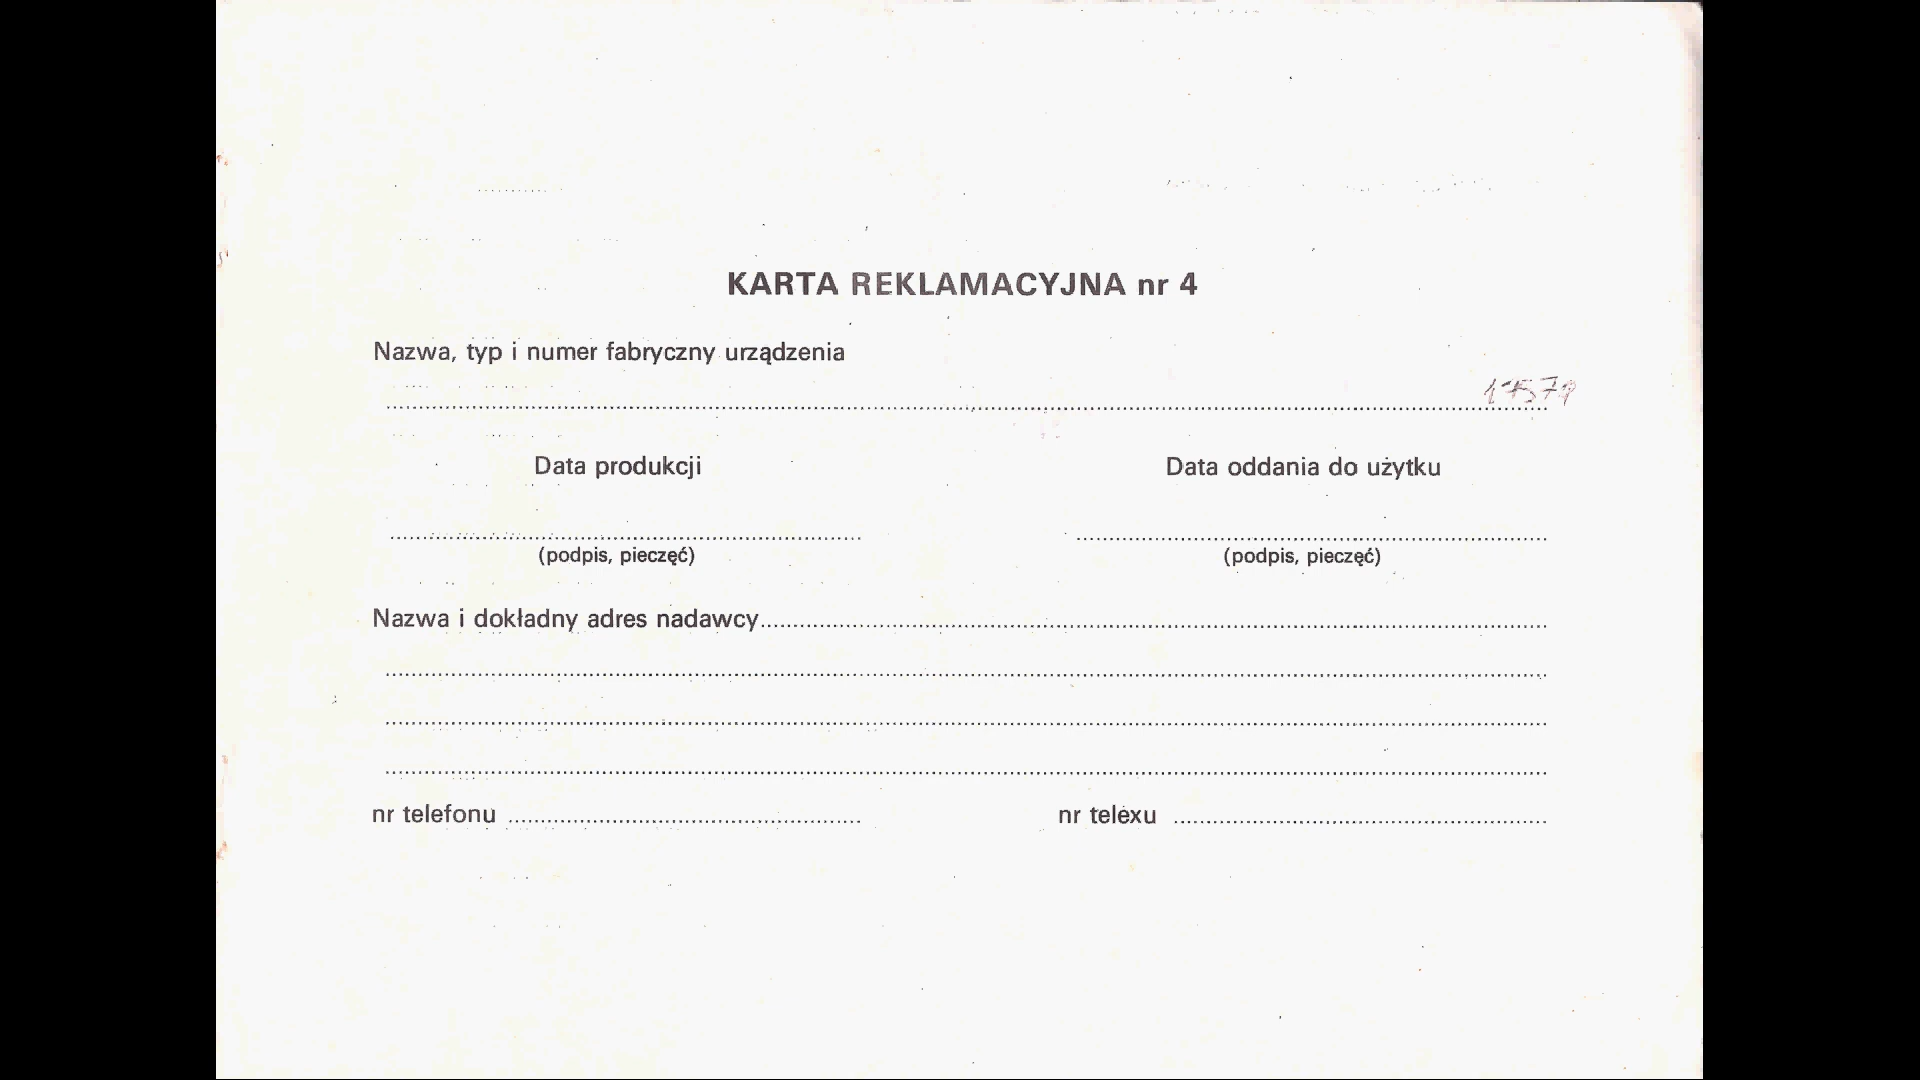 KARTA REKLAMACYJNA nr 4
Nazwa, typ i numer fabryczny urządzenia
17579
Data produkcji Data oddania do użytku
(podpis, pieczęć) (podpis, pieczęć)
Nazwa i dokładny adres nadawcy
nr telefonu nr telexu